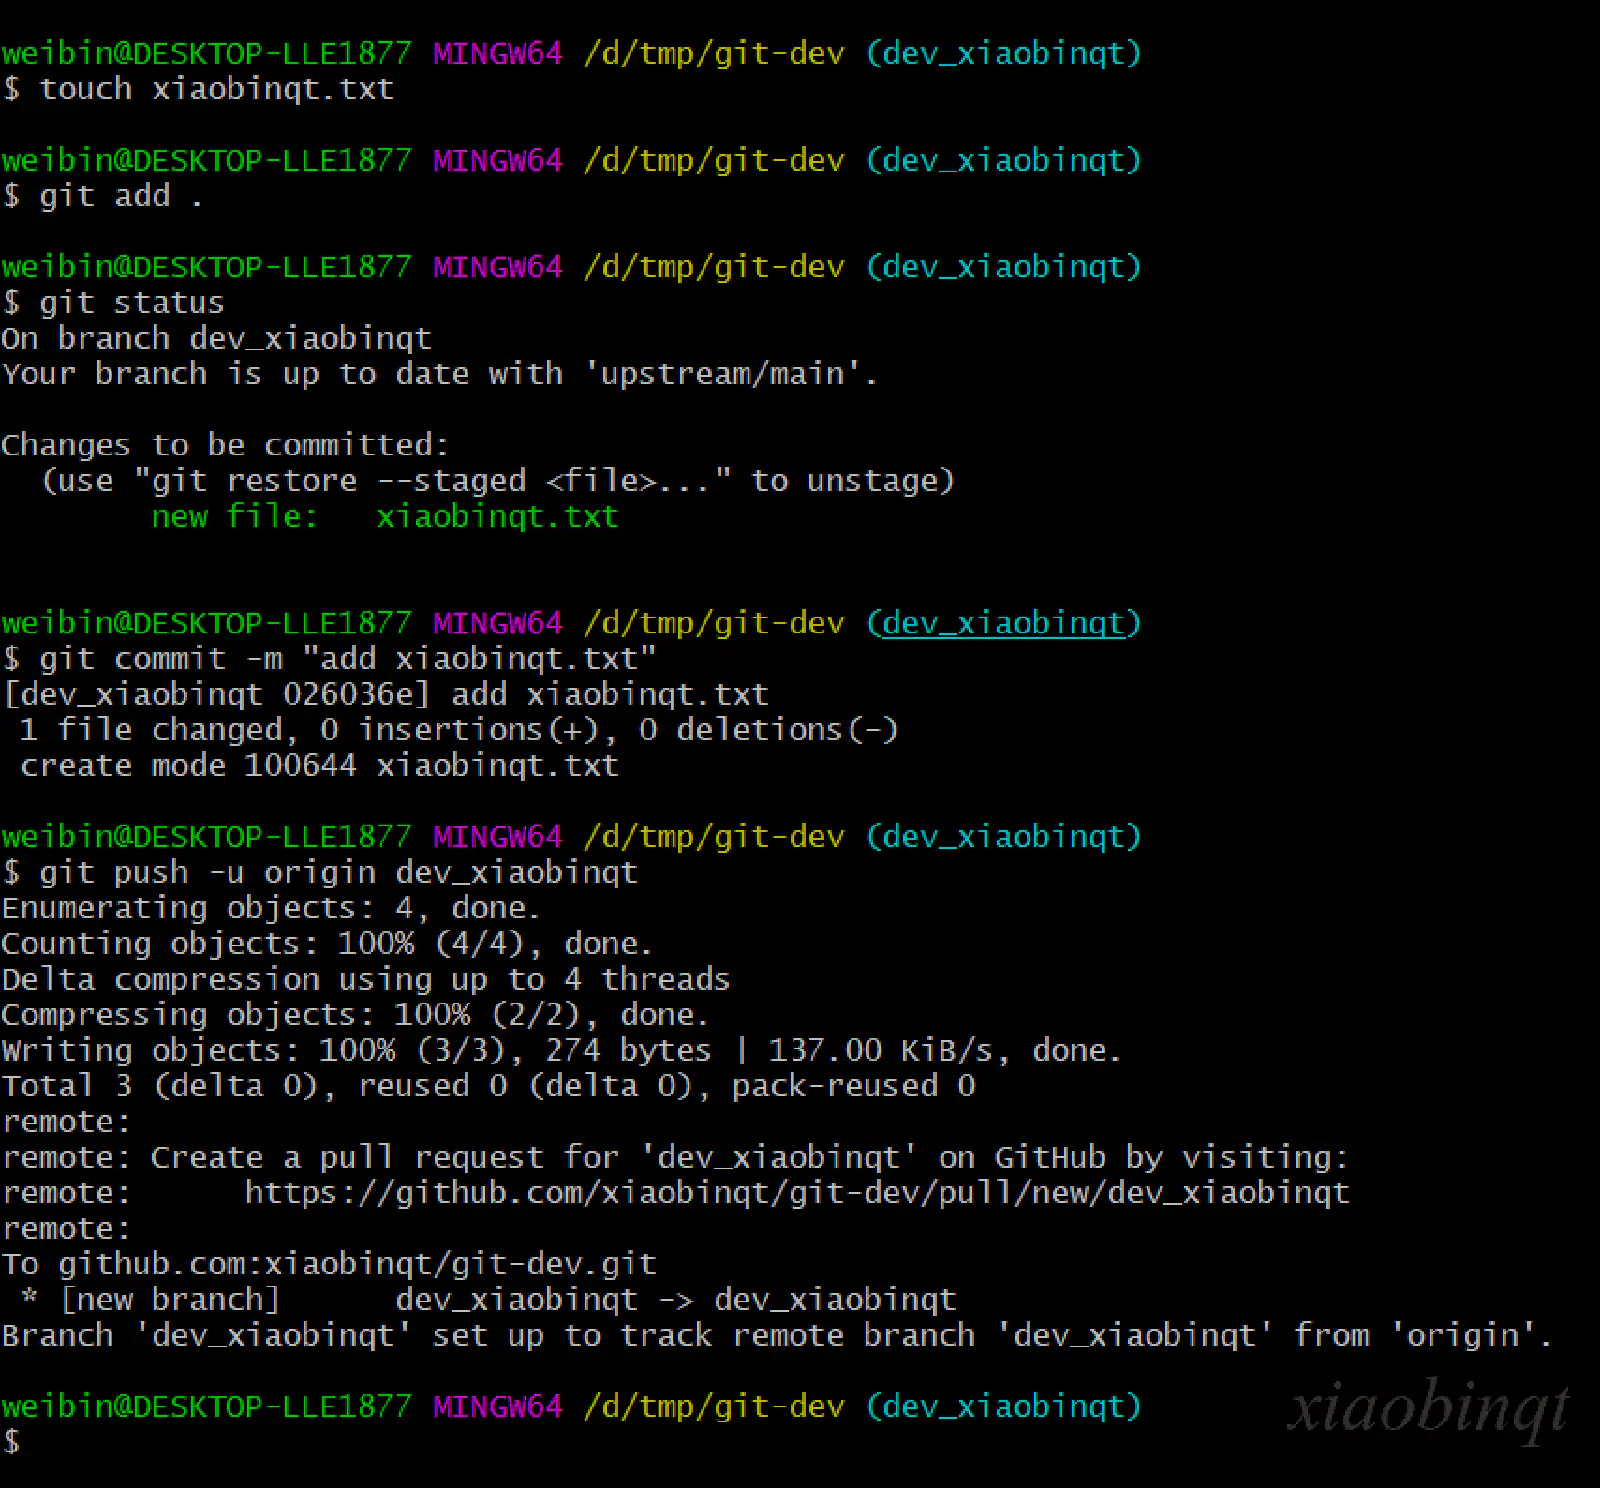 weibin@DESKTOP-LLE1877 MINGW64 /d/tmp/git-dev (dev_xiaobinqt)
$ touch xiaobinqt.txt
weibin@DESKTOP-LLE1877 MINGW64 /d/tmp/git-dev (dev_xiaobinqt)
$ git add .
weibin@DESKTOP-LLE1877 MINGW64 /d/tmp/git-dev (dev_xiaobinqt)
$ git status
On branch dev_xiaobinqt
Your branch is up to date with 'upstream/main'.
Changes to be committed:
  (use "git restore --staged <file>..." to unstage)
        new file:   xiaobinqt.txt
weibin@DESKTOP-LLE1877 MINGW64 /d/tmp/git-dev (dev_xiaobinqt)
$ git commit -m "add xiaobinqt.txt"
[dev_xiaobinqt 026036e] add xiaobinqt.txt
 1 file changed, 0 insertions(+), 0 deletions(-)
 create mode 100644 xiaobinqt.txt
weibin@DESKTOP-LLE1877 MINGW64 /d/tmp/git-dev (dev_xiaobinqt)
$ git push -u origin dev_xiaobinqt
Enumerating objects: 4, done.
Counting objects: 100% (4/4), done.
Delta compression using up to 4 threads
Compressing objects: 100% (2/2), done.
Writing objects: 100% (3/3), 274 bytes | 137.00 KiB/s, done.
Total 3 (delta 0), reused 0 (delta 0), pack-reused 0
remote:
remote: Create a pull request for 'dev_xiaobinqt' on GitHub by visiting:
remote:      https://github.com/xiaobinqt/git-dev/pull/new/dev_xiaobinqt
remote:
To github.com:xiaobinqt/git-dev.git
 * [new branch]      dev_xiaobinqt -> dev_xiaobinqt
Branch 'dev_xiaobinqt' set up to track remote branch 'dev_xiaobinqt' from 'origin'.
weibin@DESKTOP-LLE1877 MINGW64 /d/tmp/git-dev (dev_xiaobinqt)
$
xiaobinqt